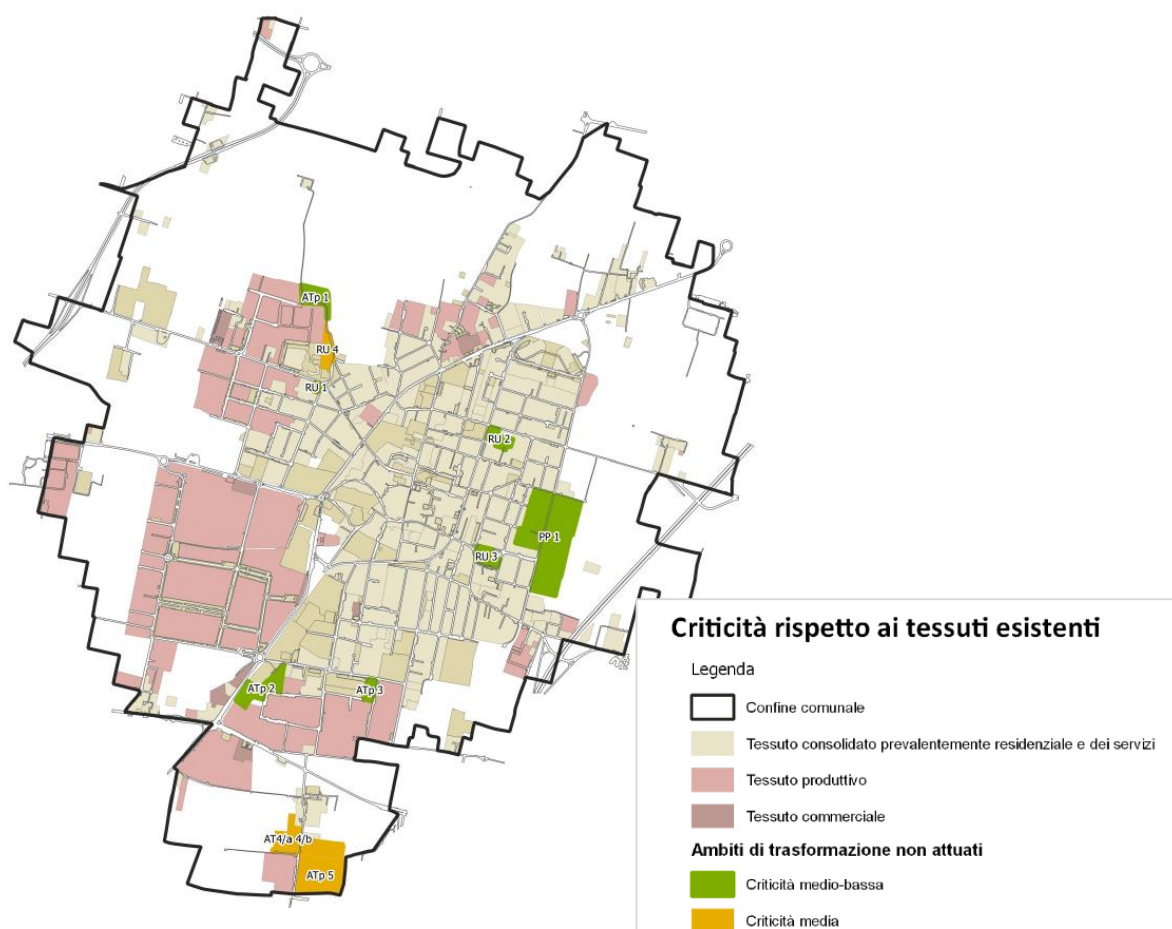 ATp 1
RU 4
RU 1
RU 2
PP 1
RU 3
ATp 2
ATp 3
AT4/a 4/b
ATp 5
Criticità rispetto ai tessuti esistenti
Legenda
Confine comunale
Tessuto consolidato prevalentemente residenziale e dei servizi
Tessuto produttivo
Tessuto commerciale
Ambiti di trasformazione non attuati
Criticità medio-bassa
Criticità media